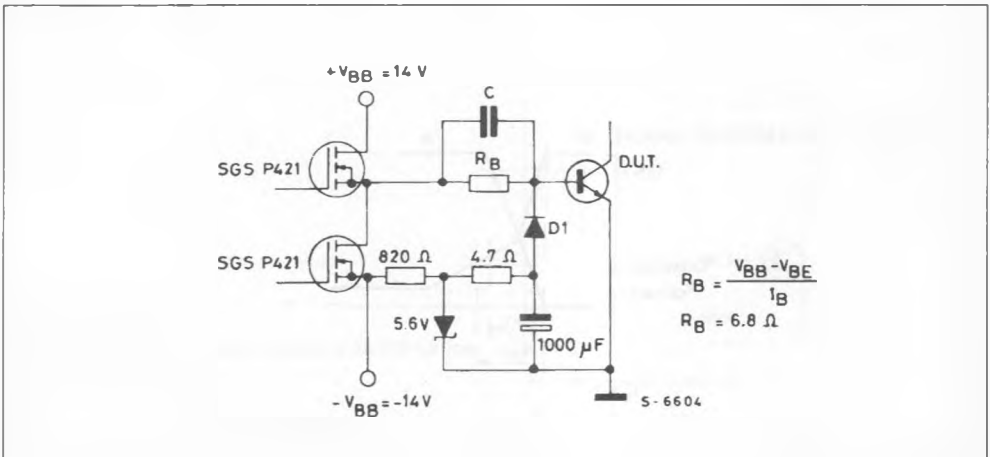 +VBB = 14 V
C
SGS P421
RB
D.U.T.
D1
SGS P421
820 Ω
4.7 Ω
5.6V
1000 μF
RB = VBB-VBE
IB
RB = 6.8 Ω
-VBB=-14V
S-6604